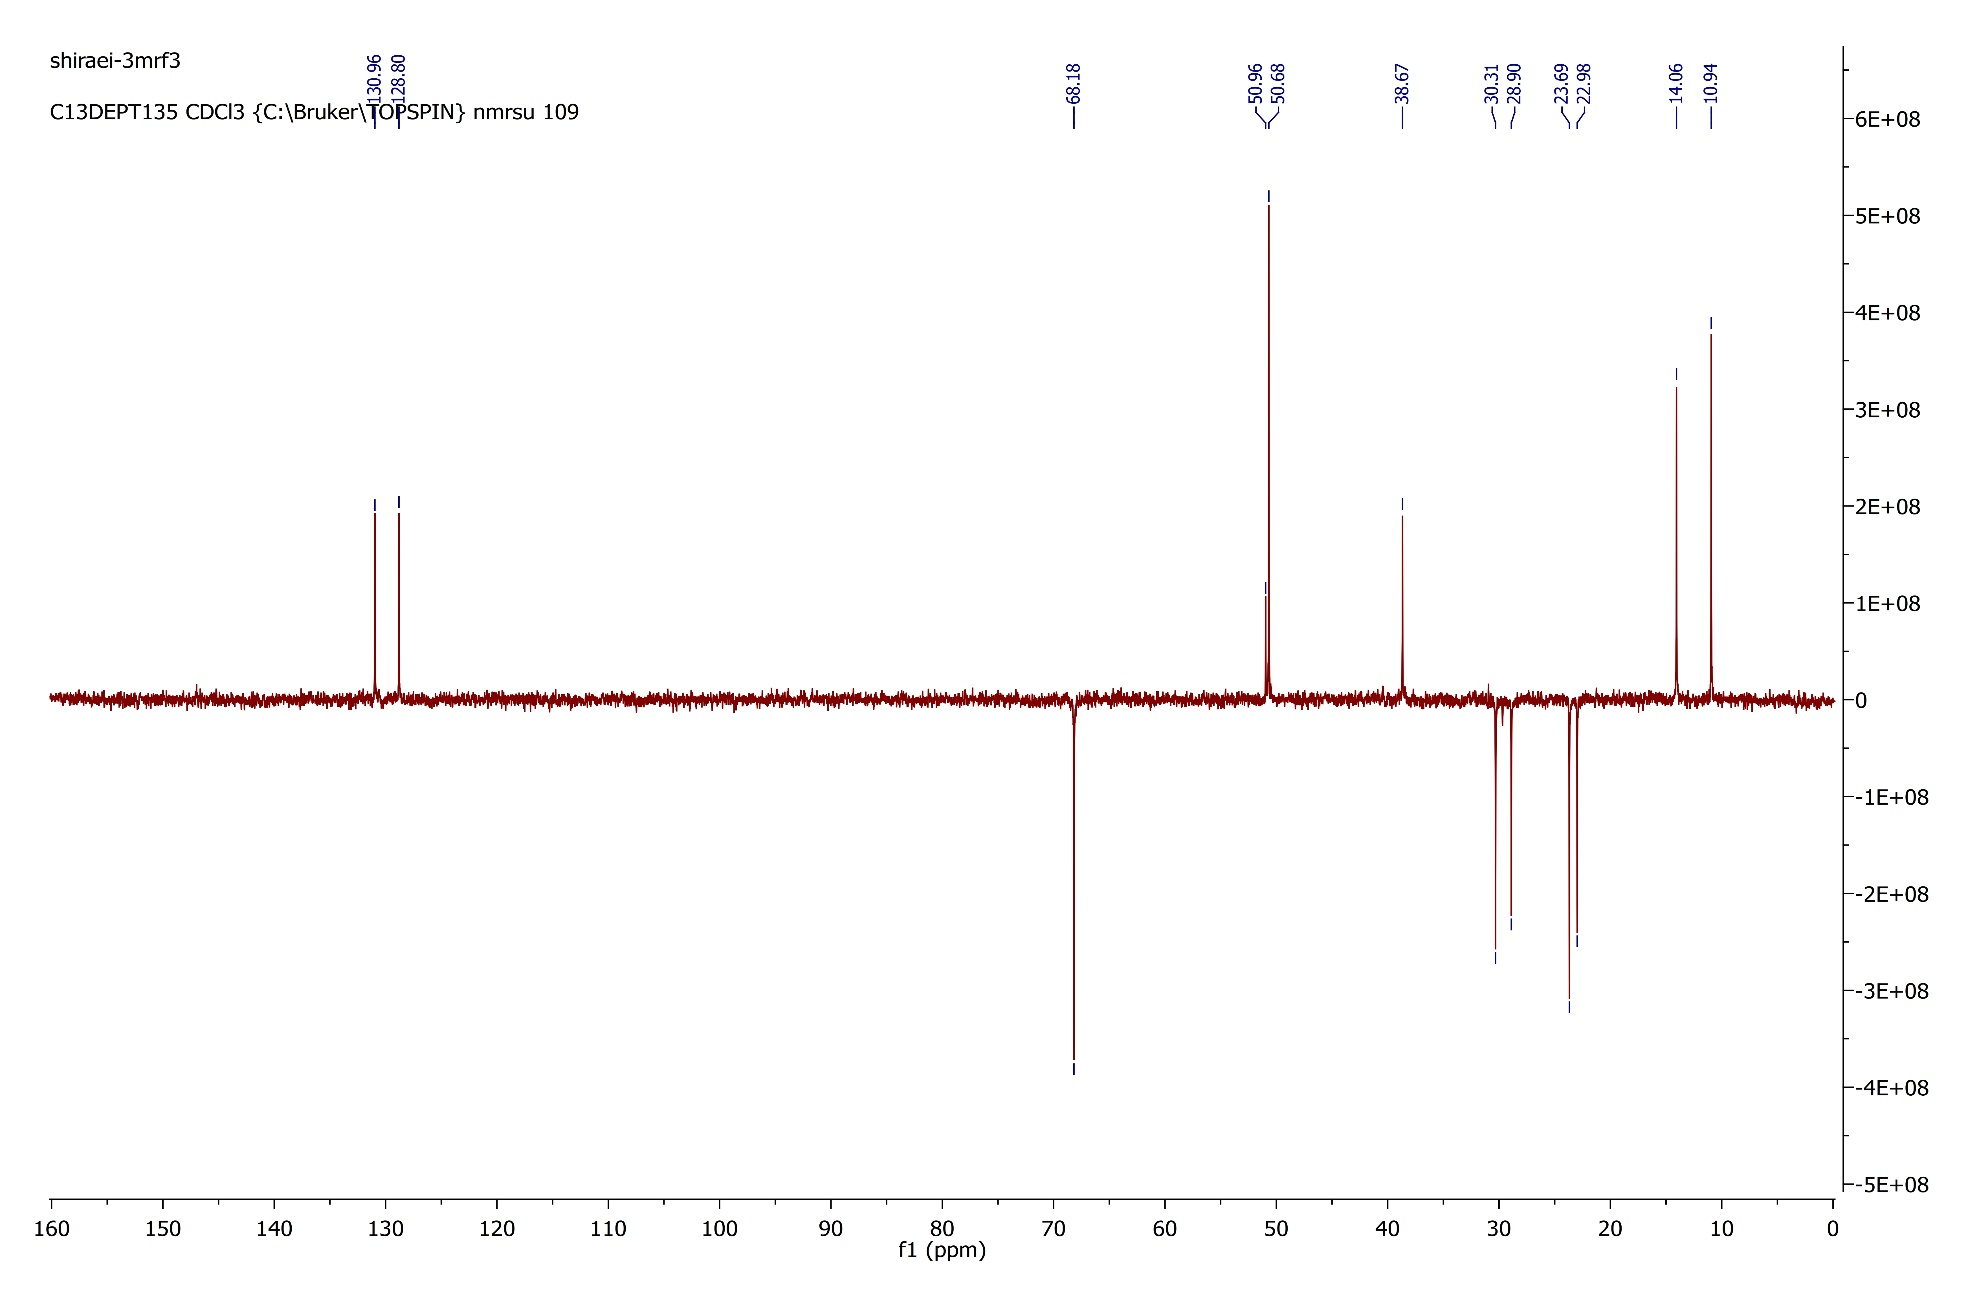 shiraei-3mrf3
C13DEPT135 CDCl3 {C:\Bruker\TOPSPIN} nmrsu 109
130.96
128.80
68.18
50.96
50.68
38.67
30.31
28.90
23.69
22.98
14.06
10.94
6E+08
5E+08
4E+08
3E+08
2E+08
1E+08
0
-1E+08
-2E+08
-3E+08
-4E+08
-5E+08
160 150 140 130 120 110 100 90 80 70 60 50 40 30 20 10 0
f1 (ppm)